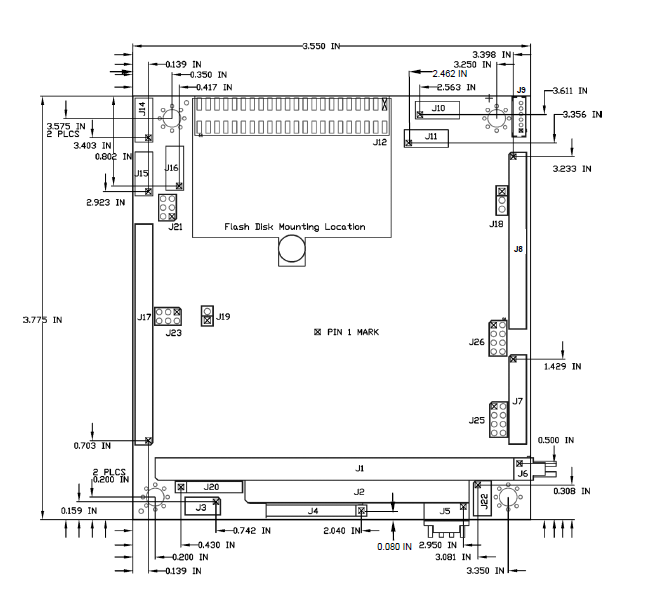 3.550 IN
3.398 IN
0.139 IN
3.250 IN
0.350 IN
2.462 IN
0.417 IN
2.563 IN
J9
3.611 IN
J14
J10
3.356 IN
3.575 IN
2 PLCS
J11
3.403 IN
J12
0.802 IN
J16
J15
3.233 IN
2.923 IN
J21
J18
Flash Disk Mounting Location
J8
3.775 IN
J17
J19
J23
PIN 1 MARK
J26
1.429 IN
J7
J25
0.703 IN
0.500 IN
2 PLCS
J1
J6
0.200 IN
J20
J2
0.308 IN
J22
0.159 IN
J3
J4
J5
0.742 IN
2.040 IN
0.430 IN
0.080 IN
2.950 IN
0.200 IN
3.081 IN
0.139 IN
3.350 IN